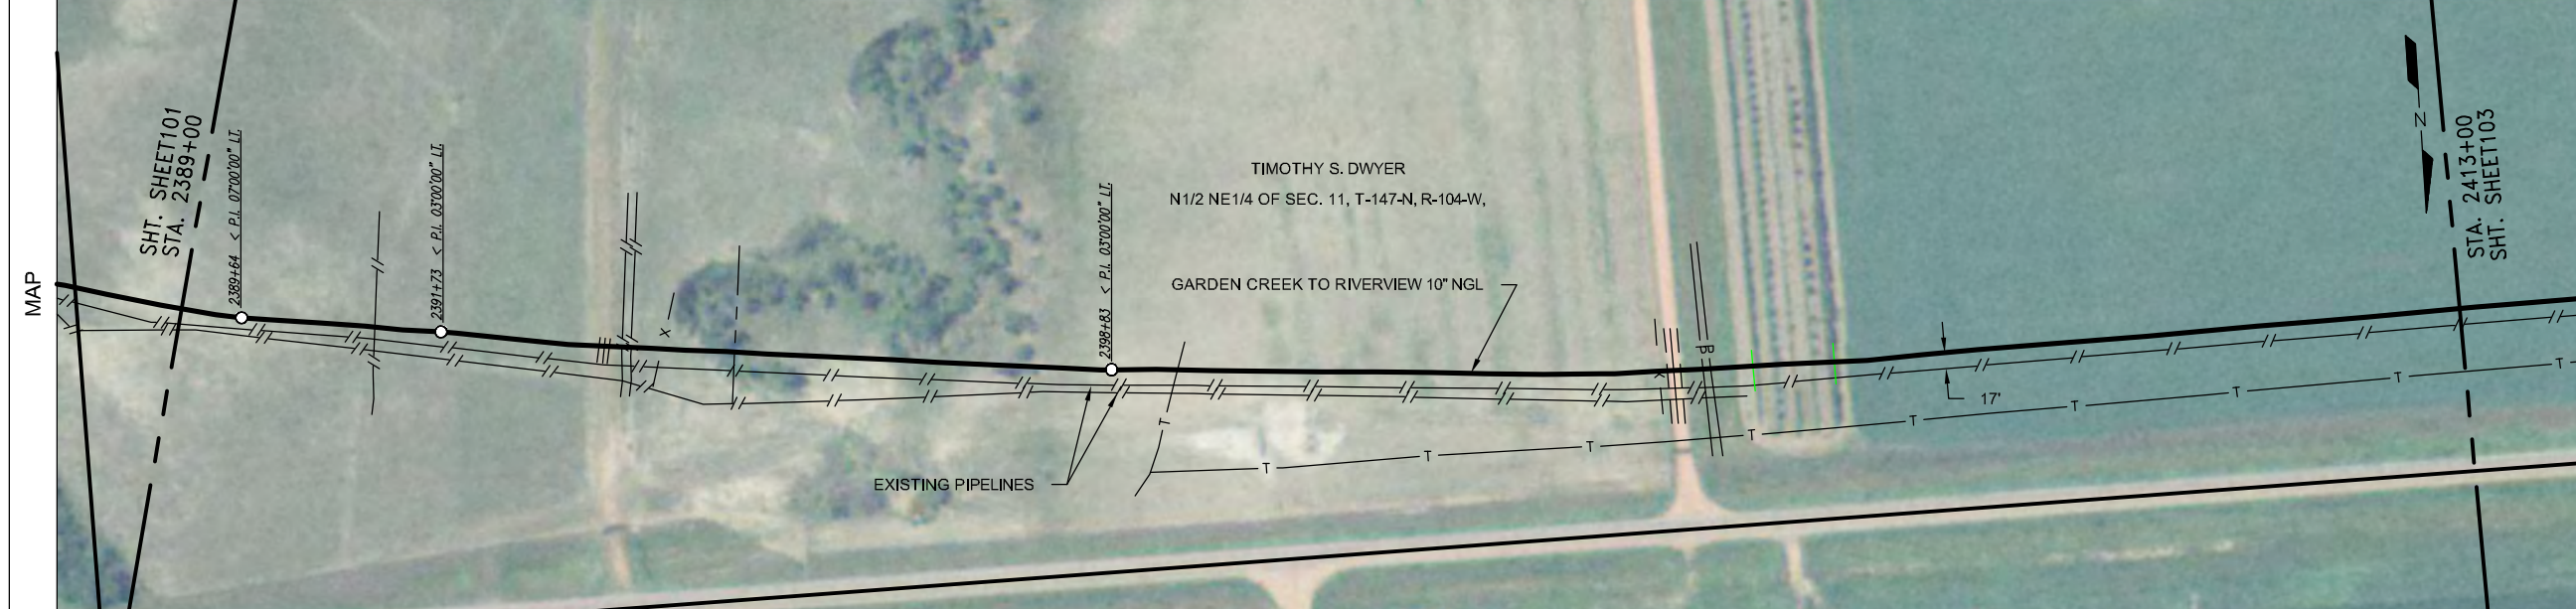 MAP
SHT. SHEET101
STA. 2389+00
2389+64 < P.I. 07°00'00" LT.
2391+73 < P.I. 03°00'00" LT.
X
2398+83 < P.I. 03°00'00" LT.
TIMOTHY S. DWYER
N1/2 NE1/4 OF SEC. 11, T-147-N, R-104-W,
GARDEN CREEK TO RIVERVIEW 10" NGL
EXISTING PIPELINES
T
T
T
T
T
T
T
T
T
T
X
P
17'
N
STA. 2413+00
SHT. SHEET103